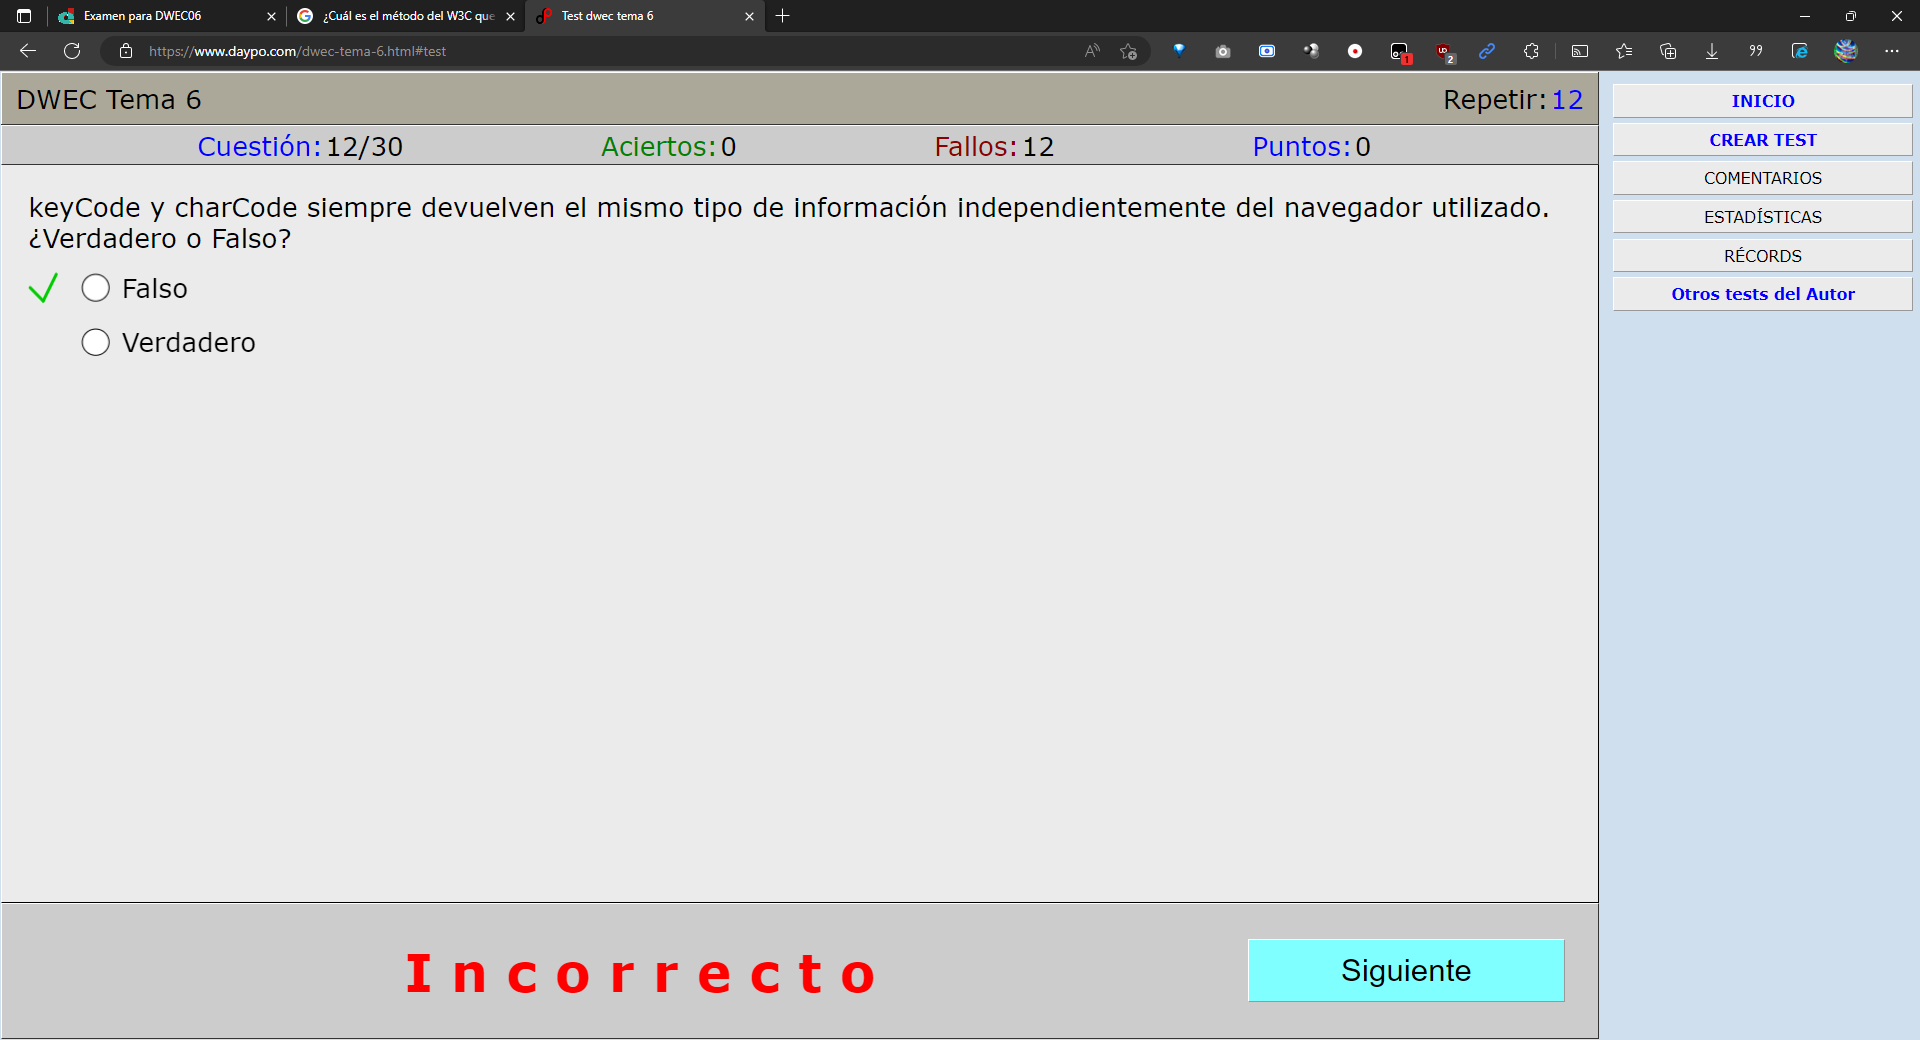 Examen para DWEC06
¿Cuál es el método del W3C que
Test dwec tema 6
https://www.daypo.com/dwec-tema-6.html#test
1
2
DWEC Tema 6
Repetir: 12
Cuestión: 12/30
Aciertos: 0
Fallos: 12
Puntos: 0
keyCode y charCode siempre devuelven el mismo tipo de información independientemente del navegador utilizado.
¿Verdadero o Falso?
Falso
Verdadero
Incorrecto
Siguiente
INICIO
CREAR TEST
COMENTARIOS
ESTADÍSTICAS
RÉCORDS
Otros tests del Autor